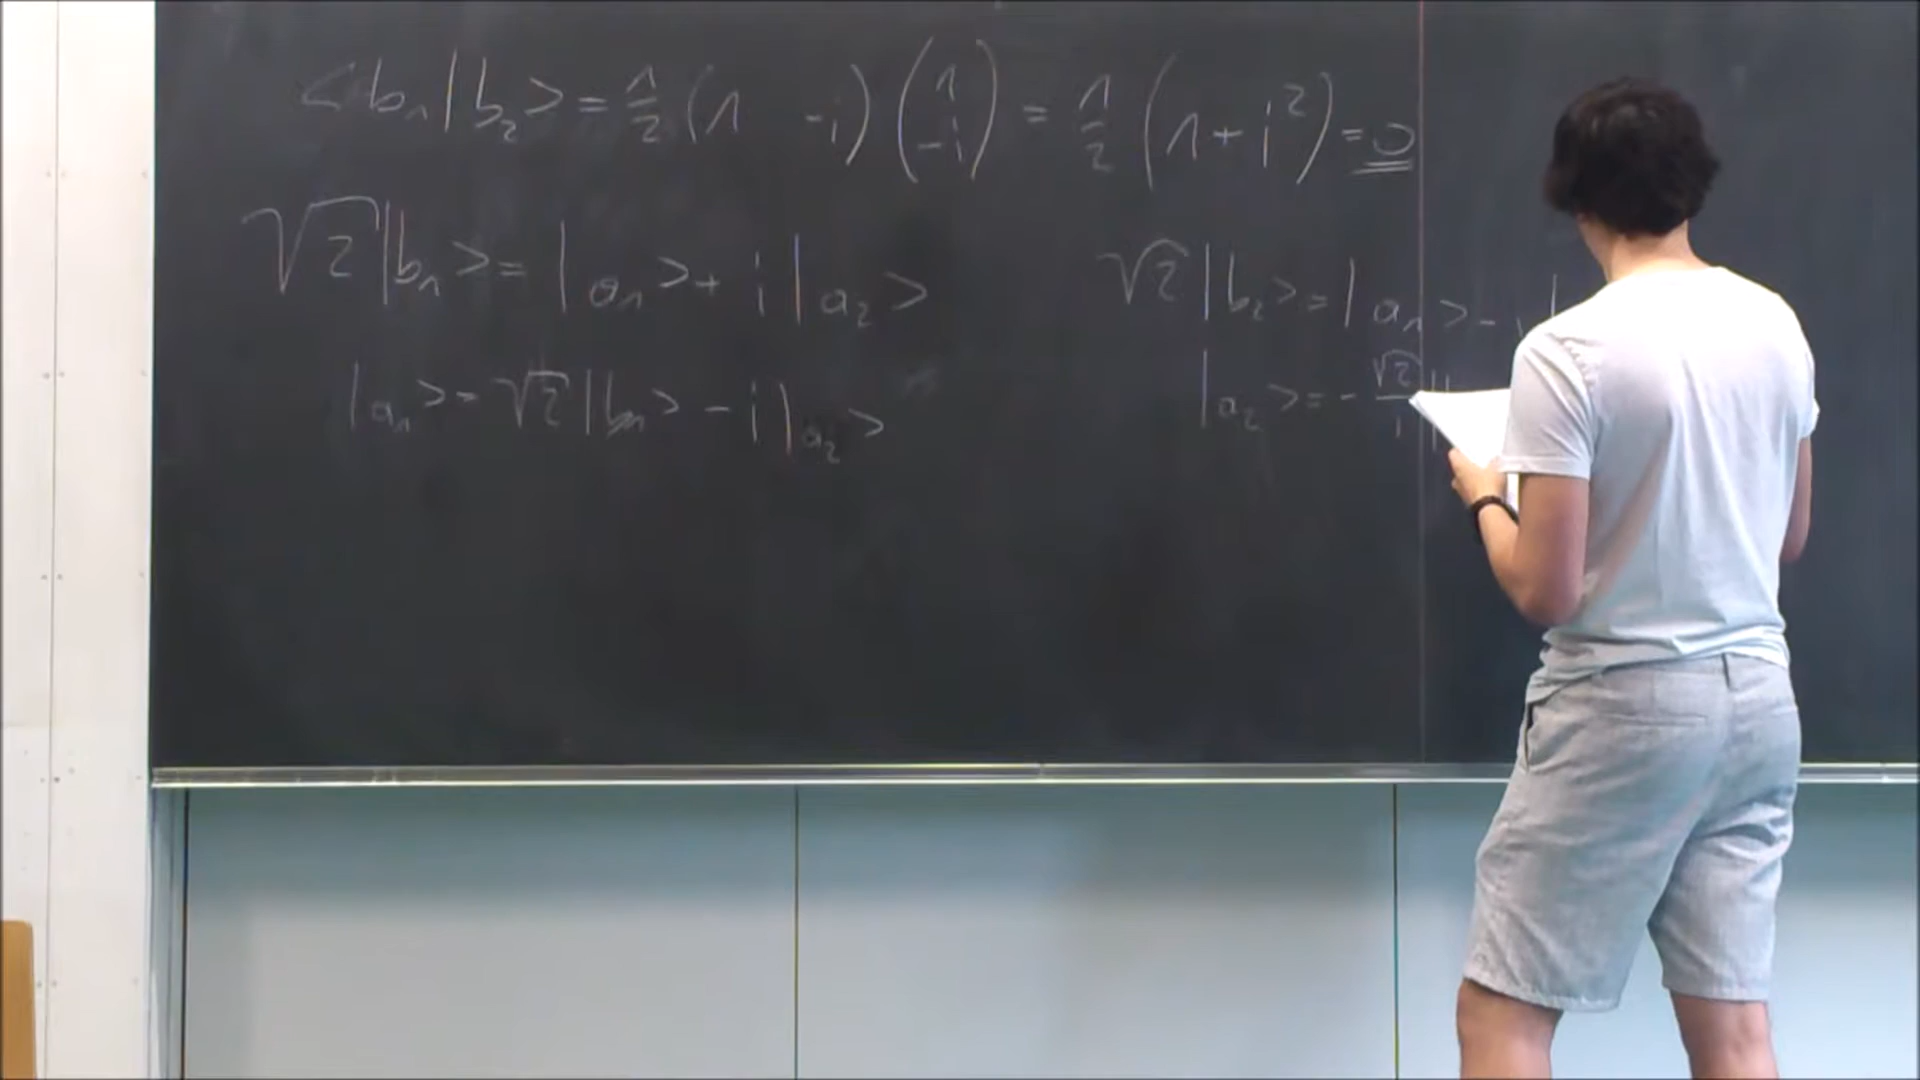 <b₁|b₂> = 1/2 (1 -i) (1 -i) = 1/2 (1 + i²) = 0
√2 |b₁> = |a₁> + i |a₂>
√2 |b₂> = |a₁> -
|a₁> = √2 |b₁> - i |a₂>
|a₂> = - √2/i |